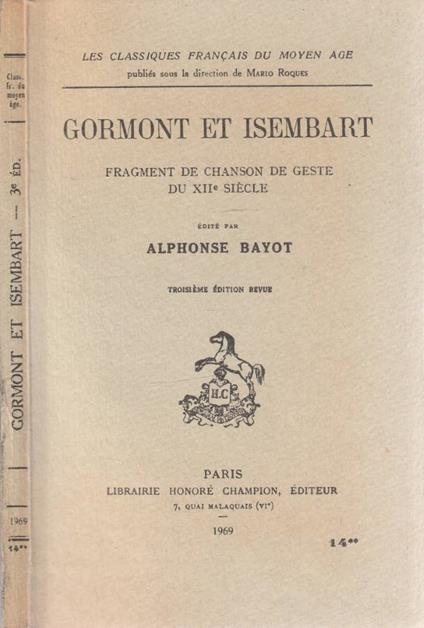 Class.
fr. du
moyen
âge.
GORMONT ET ISEMBART — 3e ÉD.
1969
14**
LES CLASSIQUES FRANÇAIS DU MOYEN AGE
publiés sous la direction de MARIO ROQUES
GORMONT ET ISEMBART
FRAGMENT DE CHANSON DE GESTE
DU XIIe SIÈCLE
ÉDITÉ PAR
ALPHONSE BAYOT
TROISIÈME ÉDITION REVUE
H.C
PARIS
LIBRAIRIE HONORÉ CHAMPION, ÉDITEUR
7, QUAI MALAQUAIS (VIe)
1969
14**